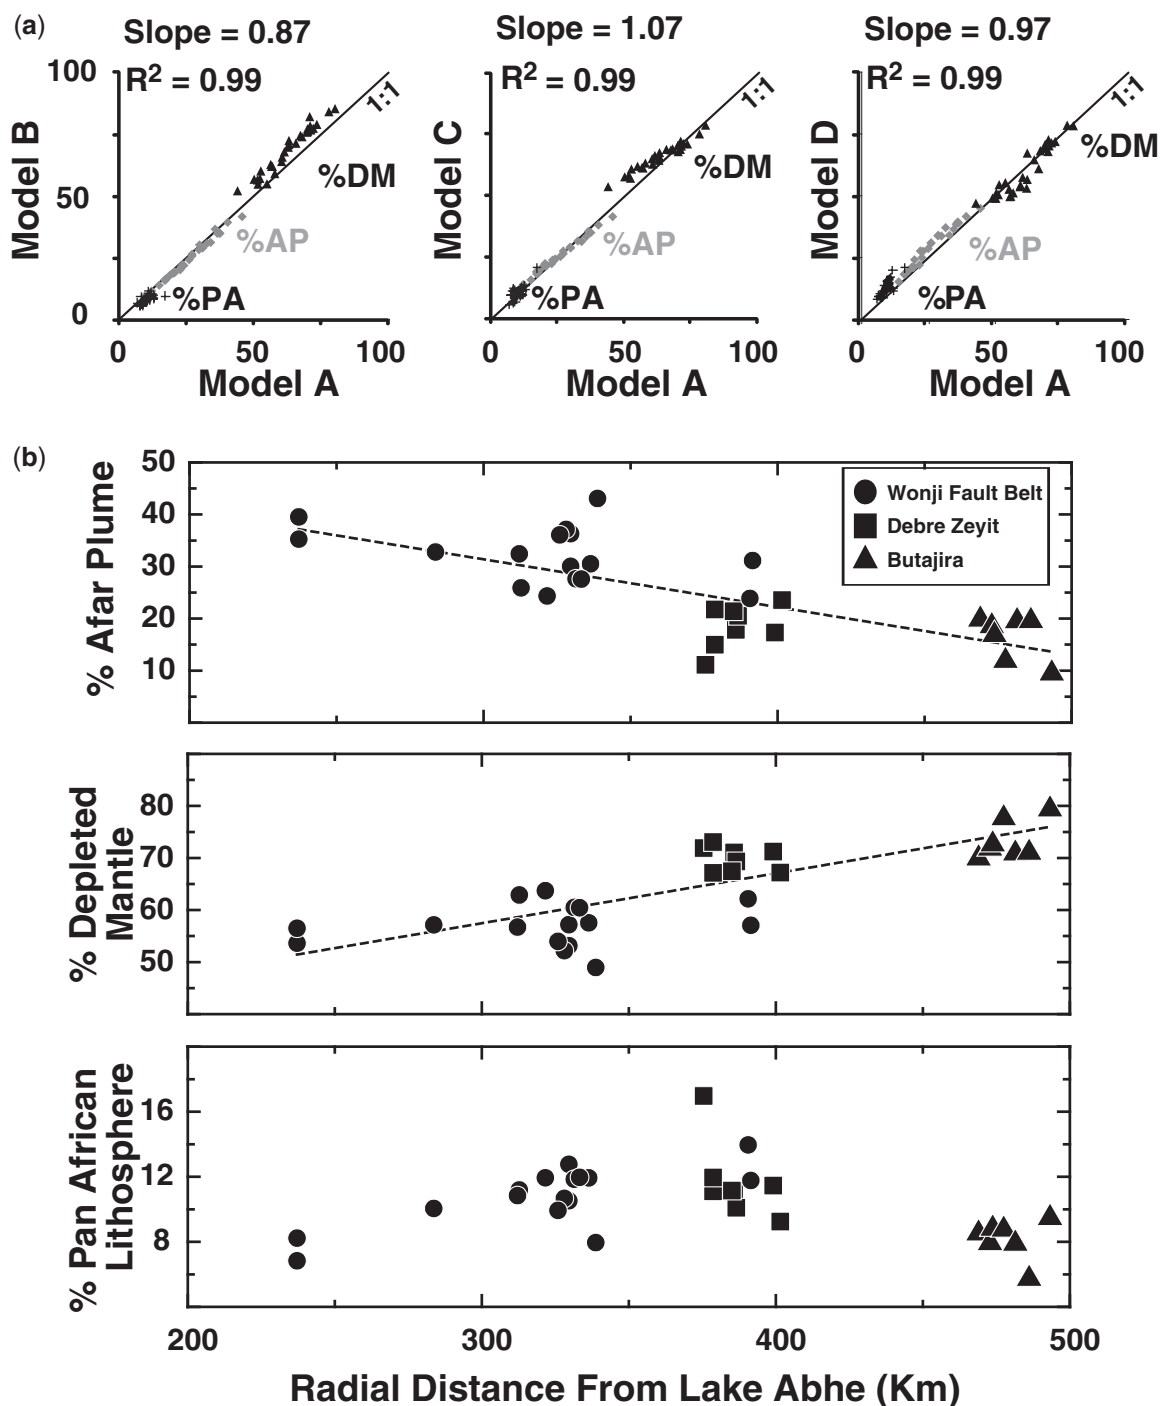 (a)
Slope = 0.87
Slope = 1.07
Slope = 0.97
100
R² = 0.99
R² = 0.99
R² = 0.99
1:1
1:1
1:1
Model B
Model C
Model D
%DM
%DM
%DM
50
%AP
%AP
%AP
%PA
%PA
%PA
0
0 50 100
0 50 100
0 50 100
Model A
Model A
Model A
(b)
% Afar Plume
50
40
30
20
10
Wonji Fault Belt
Debre Zeyit
Butajira
% Depleted
Mantle
80
70
60
50
% Pan African
Lithosphere
16
12
8
200 300 400 500
Radial Distance From Lake Abhe (Km)